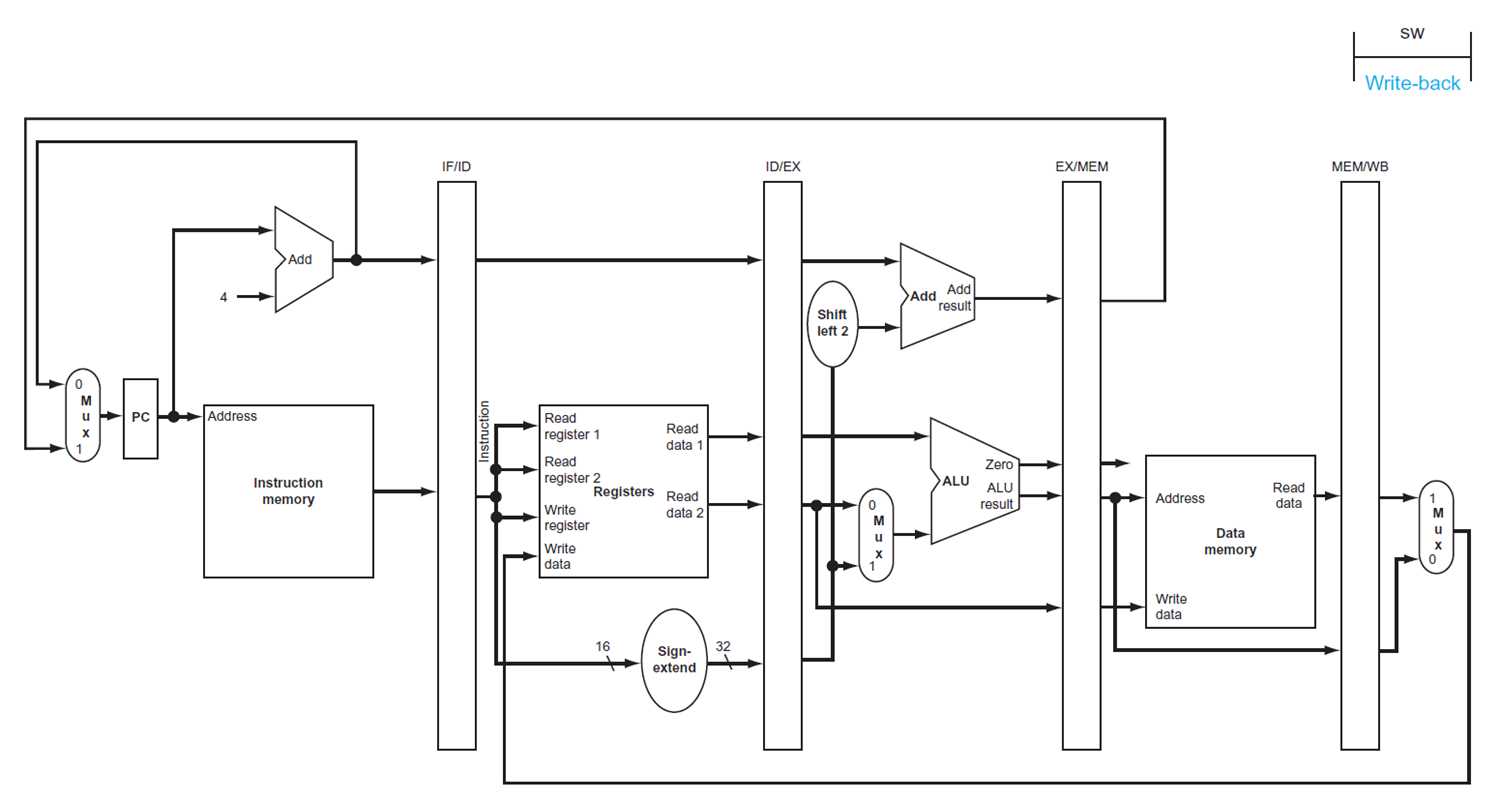 SW
Write-back
IF/ID
ID/EX
EX/MEM
MEM/WB
Add
4
Add
Add
result
Shift
left 2
0
M
u
x
1
PC
Address
Instruction
memory
Instruction
Read
register 1
Read
register 2
Write
register
Write
data
Registers
Read
data 1
Read
data 2
16
Sign-
extend
32
0
M
u
x
1
Zero
ALU
ALU
result
Address
Read
data
Data
memory
Write
data
1
M
u
x
0